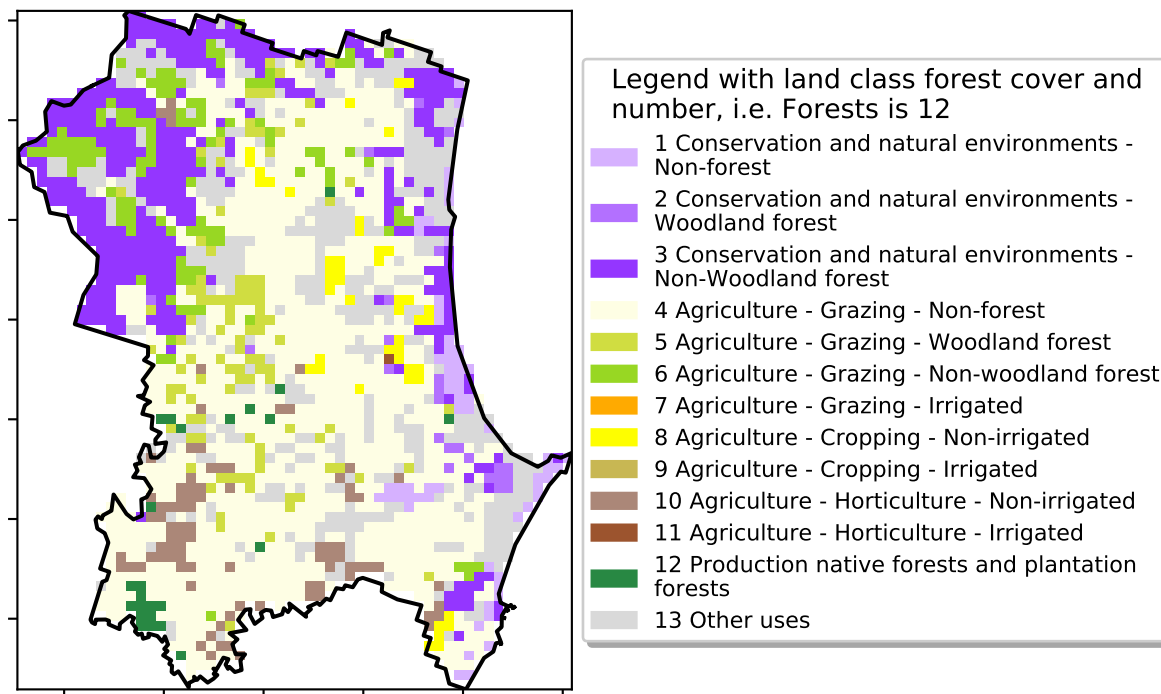 Legend with land class forest cover and
number, i.e. Forests is 12
1 Conservation and natural environments -
Non-forest
2 Conservation and natural environments -
Woodland forest
3 Conservation and natural environments -
Non-Woodland forest
4 Agriculture - Grazing - Non-forest
5 Agriculture - Grazing - Woodland forest
6 Agriculture - Grazing - Non-woodland forest
7 Agriculture - Grazing - Irrigated
8 Agriculture - Cropping - Non-irrigated
9 Agriculture - Cropping - Irrigated
10 Agriculture - Horticulture - Non-irrigated
11 Agriculture - Horticulture - Irrigated
12 Production native forests and plantation
forests
13 Other uses